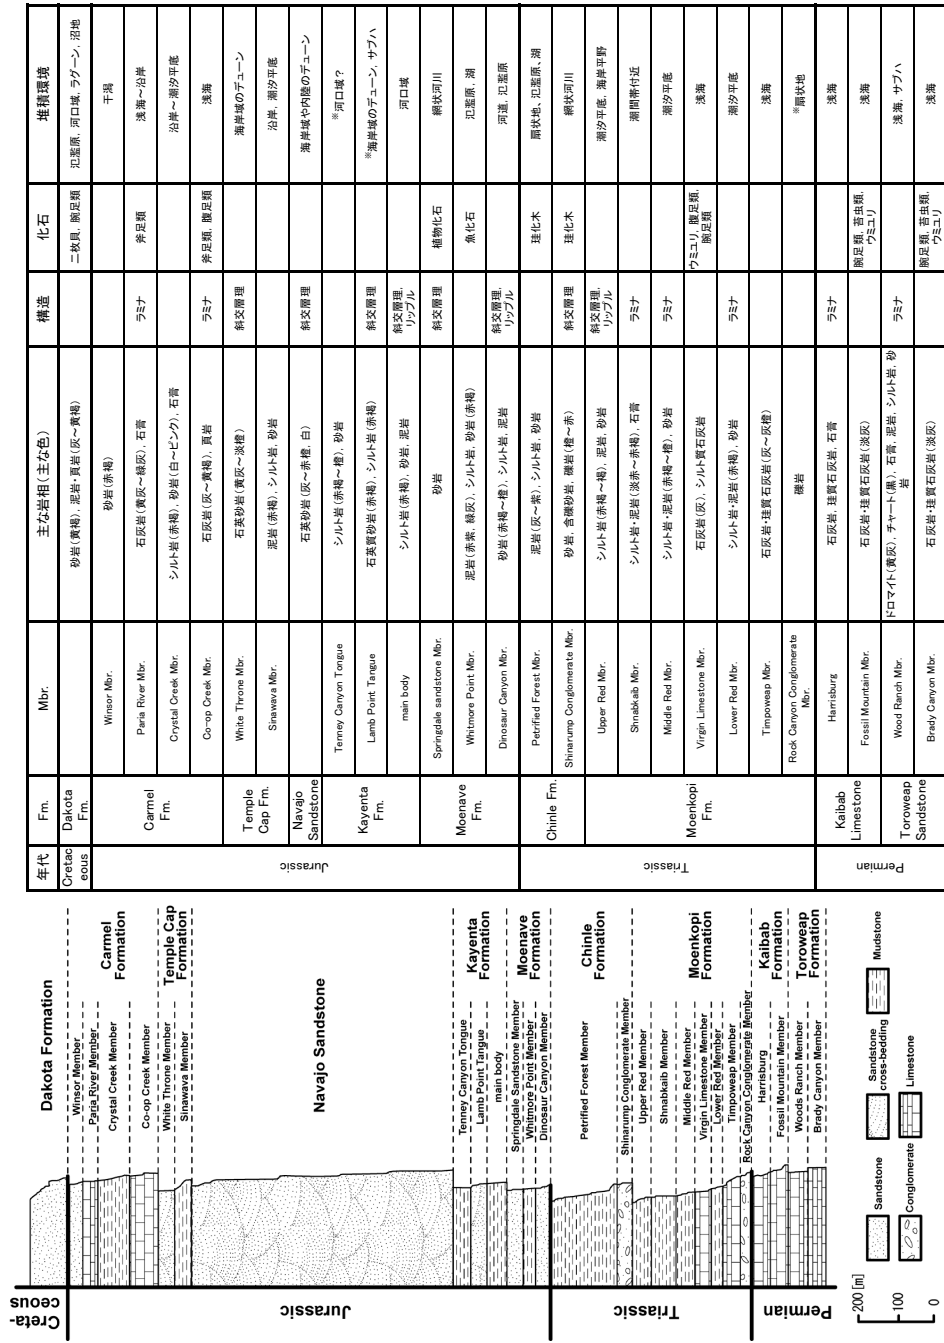 年代 Fm. Mbr. 主な岩相(主な色) 構造 化石 堆積環境
Cretaceous Dakota Fm. 砂岩(黄褐), 泥岩・頁岩(灰～黄褐) 二枚貝, 腕足類 氾濫原, 河口域, ラグーン, 沼地
Jurassic Carmel Fm. Winsor Mbr. 砂岩(赤褐) 干潟
Paria River Mbr. 石灰岩(黄灰～緑灰), 石膏 ラミナ 斧足類 浅海～沿岸
Crystal Creek Mbr. シルト岩(赤褐), 砂岩(白～ピンク), 石膏 沿岸～潮汐平底
Co-op Creek Mbr. 石灰岩(灰～黄褐), 頁岩 ラミナ 斧足類, 腹足類 浅海
Temple Cap Fm. White Throne Mbr. 石英砂岩(黄灰～淡橙) 斜交層理 海岸域のデューン
Sinawava Mbr. 泥岩(赤褐), シルト岩, 砂岩 沿岸, 潮汐平底
Navajo Sandstone 石英砂岩(灰～赤橙, 白) 斜交層理 海岸域や内陸のデューン
Kayenta Fm. Tenney Canyon Tongue シルト岩(赤褐～橙), 砂岩 ※河口域？
Lamb Point Tangue 石英質砂岩(赤褐), シルト岩(赤褐) 斜交層理 ※海岸域のデューン, サブハ
main body シルト岩(赤褐), 砂岩, 泥岩 斜交層理, リップル 河口域
Moenave Fm. Springdale sandstone Mbr. 砂岩 斜交層理 植物化石 網状河川
Whitmore Point Mbr. 泥岩(赤紫, 緑灰), シルト岩, 砂岩(赤褐) 魚化石 氾濫原, 湖
Dinosaur Canyon Mbr. 砂岩(赤褐～橙), シルト岩, 泥岩 斜交層理, リップル 河道, 氾濫原
Triassic Chinle Fm. Petrified Forest Mbr. 泥岩(灰～紫), シルト岩, 砂岩 珪化木 扇状地, 氾濫原, 湖
Shinarump Conglomerate Mbr. 砂岩, 含礫砂岩, 礫岩(橙～赤) 斜交層理 珪化木 網状河川
Moenkopi Fm. Upper Red Mbr. シルト岩(赤褐～褐), 泥岩, 砂岩 斜交層理, リップル 潮汐平底, 海岸平野
Shnabkaib Mbr. シルト岩・泥岩(淡赤～赤褐), 石膏 ラミナ 潮間帯付近
Middle Red Mbr. シルト岩・泥岩(赤褐～橙), 砂岩 ラミナ 潮汐平底
Virgin Limestone Mbr. 石灰岩(灰), シルト質石灰岩 ウミユリ, 腹足類, 腕足類 浅海
Lower Red Mbr. シルト岩・泥岩(赤褐), 砂岩 ラミナ 潮汐平底
Timpoweap Mbr. 石灰岩・珪質石灰岩(灰～灰橙) 浅海
Rock Canyon Conglomerate Mbr. 礫岩 ※扇状地
Permian Kaibab Limestone Harrisburg 石灰岩, 珪質石灰岩, 石膏 ラミナ 浅海
Fossil Mountain Mbr. 石灰岩・珪質石灰岩(淡灰) 腕足類, 苔虫類, ウミユリ 浅海
Toroweap Sandstone Wood Ranch Mbr. ドロマイト(黄灰), チャート(黒), 石膏, 泥岩, シルト岩, 砂岩 ラミナ 浅海, サブハ
Brady Canyon Mbr. 石灰岩・珪質石灰岩(淡灰) 腕足類, 苔虫類, ウミユリ 浅海
Creta-
ceous
Dakota Formation
Jurassic
Winsor Member
Paria River Member
Crystal Creek Member
Co-op Creek Member
Carmel
Formation
White Throne Member
Sinawava Member
Temple Cap
Formation
Navajo Sandstone
Tenney Canyon Tongue
Lamb Point Tangue
main body
Kayenta
Formation
Springdale Sandstone Member
Whitmore Point Member
Dinosaur Canyon Member
Moenave
Formation
Triassic
Petrified Forest Member
Shinarump Conglomerate Member
Chinle
Formation
Upper Red Member
Shnabkaib Member
Middle Red Member
Virgin Limestone Member
Lower Red Member
Timpoweap Member
Rock Canyon Conglomerate Member
Moenkopi
Formation
Permian
Harrisburg
Fossil Mountain Member
Kaibab
Formation
Woods Ranch Member
Brady Canyon Member
Toroweap
Formation
200 [m]
100
0
Sandstone
Sandstone
cross-bedding
Mudstone
Conglomerate
Limestone